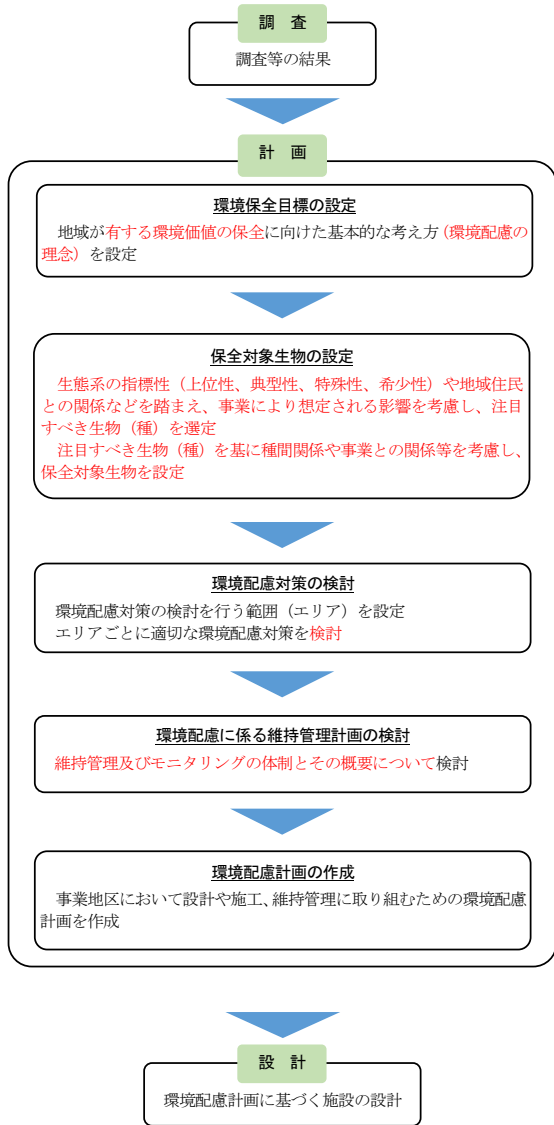 調　査
調査等の結果
計　画
環境保全目標の設定
地域が有する環境価値の保全に向けた基本的な考え方（環境配慮の
理念）を設定
保全対象生物の設定
生態系の指標性（上位性、典型性、特殊性、希少性）や地域住民
との関係などを踏まえ、事業により想定される影響を考慮し、注目
すべき生物（種）を選定
注目すべき生物（種）を基に種間関係や事業との関係等を考慮し、
保全対象生物を設定
環境配慮対策の検討
環境配慮対策の検討を行う範囲（エリア）を設定
エリアごとに適切な環境配慮対策を検討
環境配慮に係る維持管理計画の検討
維持管理及びモニタリングの体制とその概要について検討
環境配慮計画の作成
事業地区において設計や施工、維持管理に取り組むための環境配慮
計画を作成
設　計
環境配慮計画に基づく施設の設計